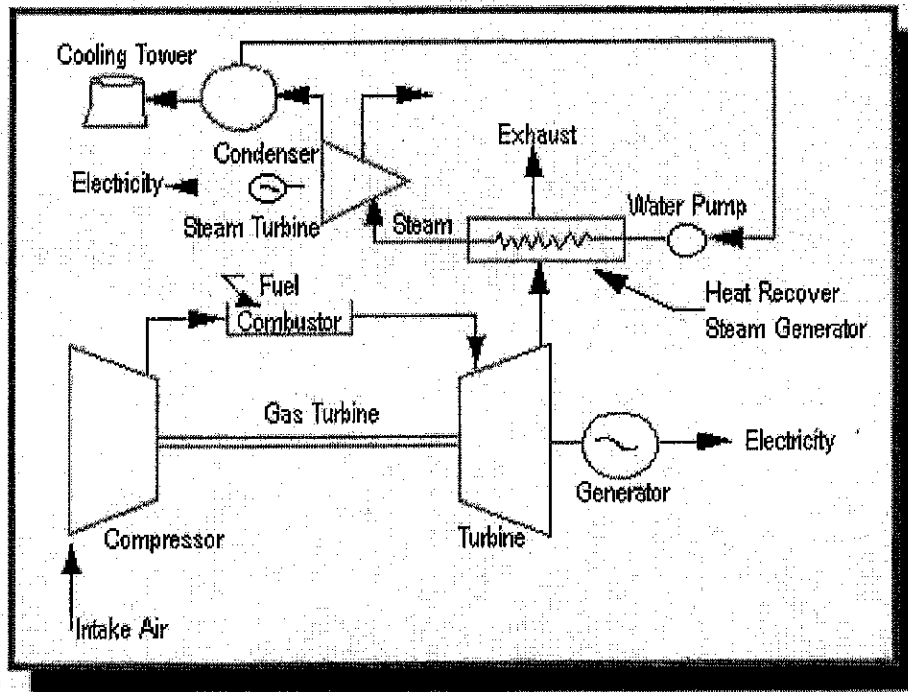 Cooling Tower
Exhaust
Condenser
Electricity
Water Pump
Steam Turbine
Steam
Heat Recover
Steam Generator
Fuel
Combustor
Gas Turbine
Electricity
Generator
Compressor
Turbine
Intake Air